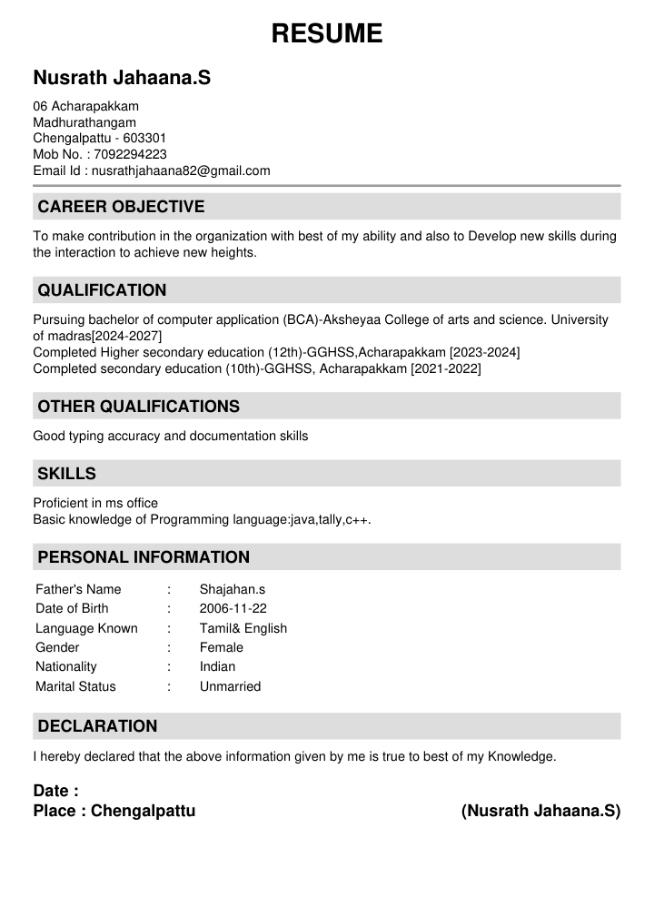 RESUME
Nusrath Jahaana.S
06 Acharapakkam
Madhurathangam
Chengalpattu - 603301
Mob No. : 7092294223
Email Id : nusrathjahaana82@gmail.com
CAREER OBJECTIVE
To make contribution in the organization with best of my ability and also to Develop new skills during
the interaction to achieve new heights.
QUALIFICATION
Pursuing bachelor of computer application (BCA)-Aksheyaa College of arts and science. University
of madras[2024-2027]
Completed Higher secondary education (12th)-GGHSS,Acharapakkam [2023-2024]
Completed secondary education (10th)-GGHSS, Acharapakkam [2021-2022]
OTHER QUALIFICATIONS
Good typing accuracy and documentation skills
SKILLS
Proficient in ms office
Basic knowledge of Programming language:java,tally,c++.
PERSONAL INFORMATION
Father's Name : Shajahan.s
Date of Birth : 2006-11-22
Language Known : Tamil& English
Gender : Female
Nationality : Indian
Marital Status : Unmarried
DECLARATION
I hereby declared that the above information given by me is true to best of my Knowledge.
Date :
Place : Chengalpattu (Nusrath Jahaana.S)